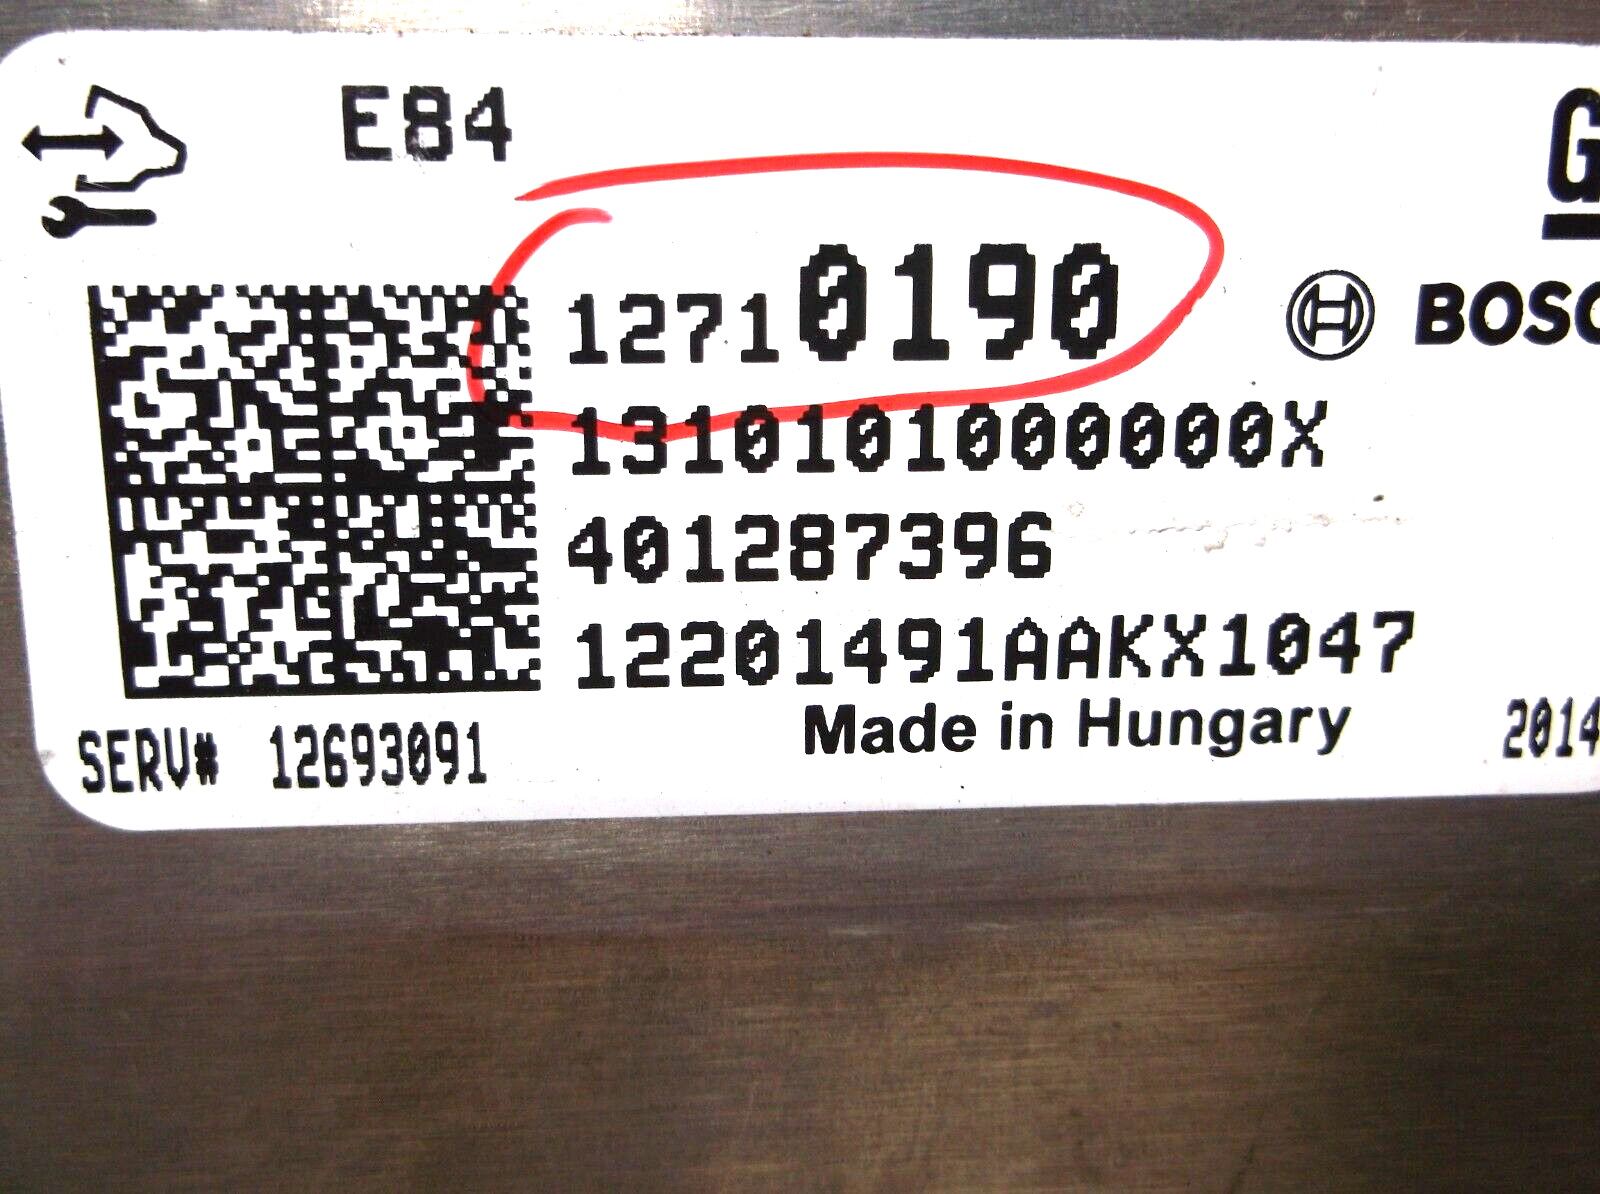 E84
G
12710190
BOSC
1310101000000X
401287396
12201491AAKX1047
Made in Hungary
SERV# 12693091
2014